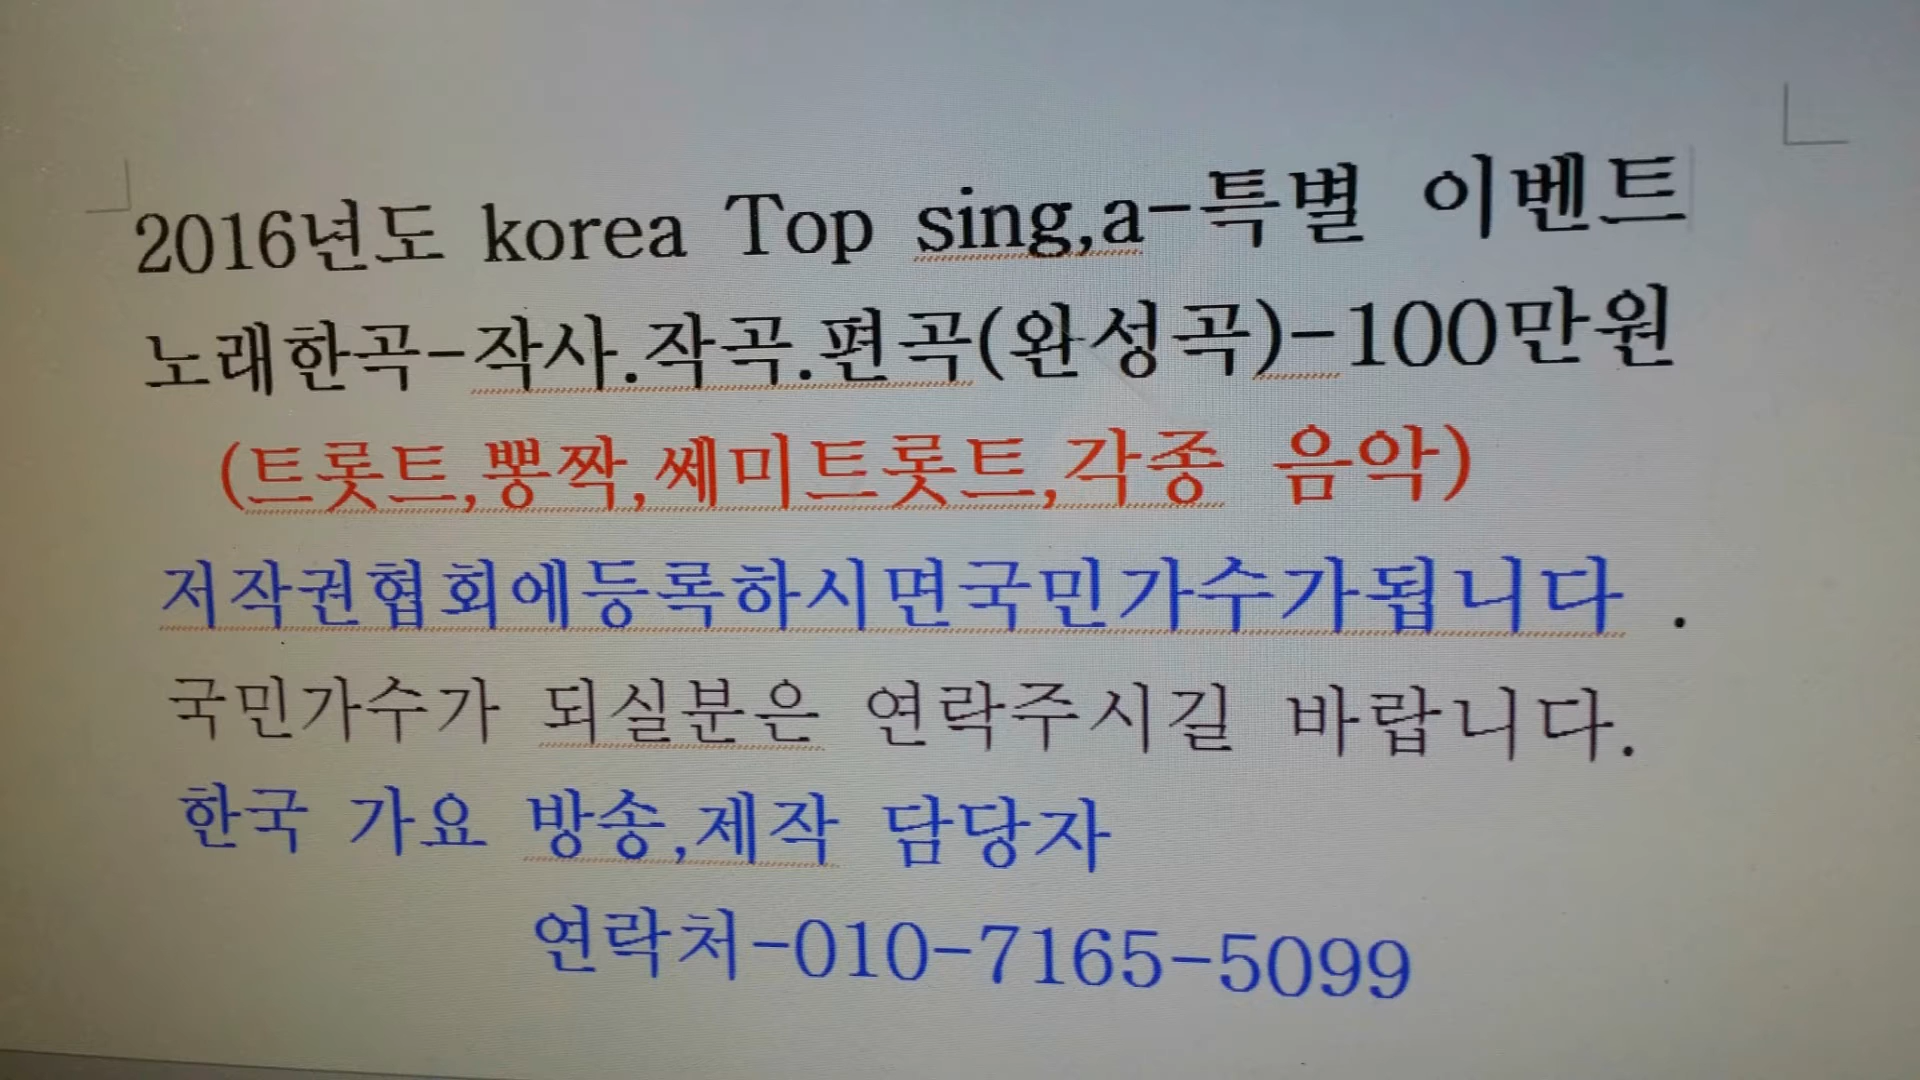 2016년도 korea Top sing,a-특별 이벤트
노래한곡-작사.작곡.편곡(완성곡)-100만원
(트롯트,뽕짝,쎄미트롯트,각종 음악)
저작권협회에등록하시면국민가수가됩니다 .
국민가수가 되실분은 연락주시길 바랍니다.
한국 가요 방송,제작 담당자
연락처-010-7165-5099